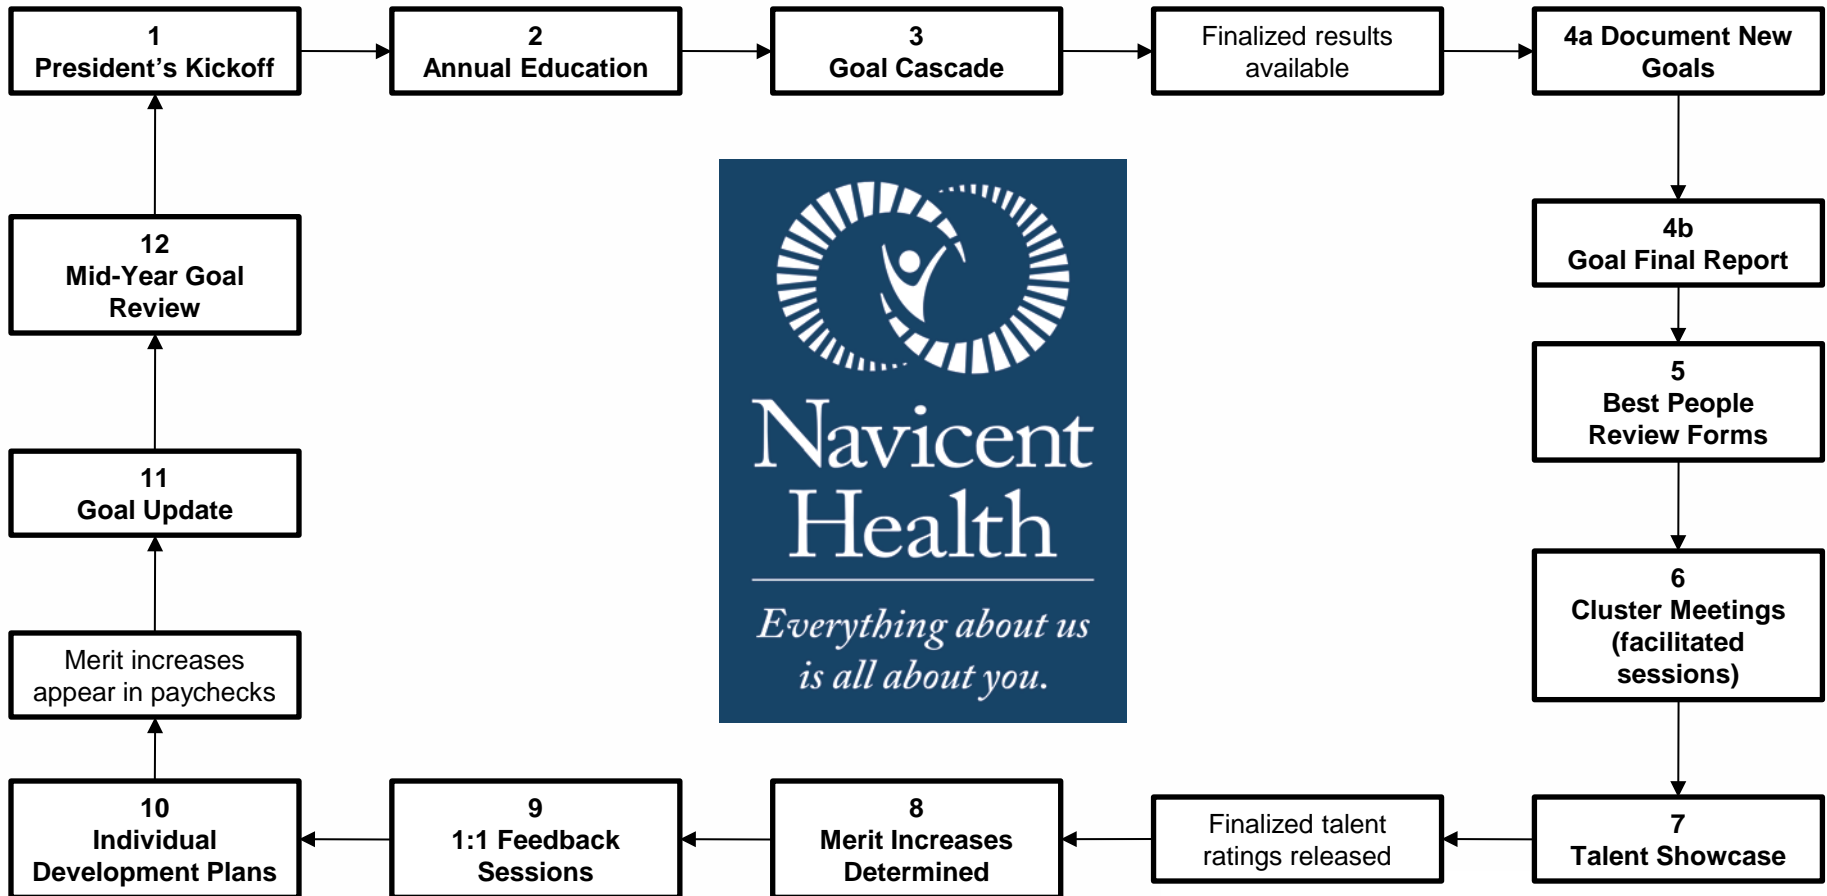 1
President’s Kickoff
2
Annual Education
3
Goal Cascade
Finalized results
available
4a Document New
Goals
4b
Goal Final Report
5
Best People
Review Forms
6
Cluster Meetings
(facilitated
sessions)
7
Talent Showcase
Finalized talent
ratings released
8
Merit Increases
Determined
9
1:1 Feedback
Sessions
10
Individual
Development Plans
Merit increases
appear in paychecks
11
Goal Update
12
Mid-Year Goal
Review
Navicent
Health
Everything about us
is all about you.